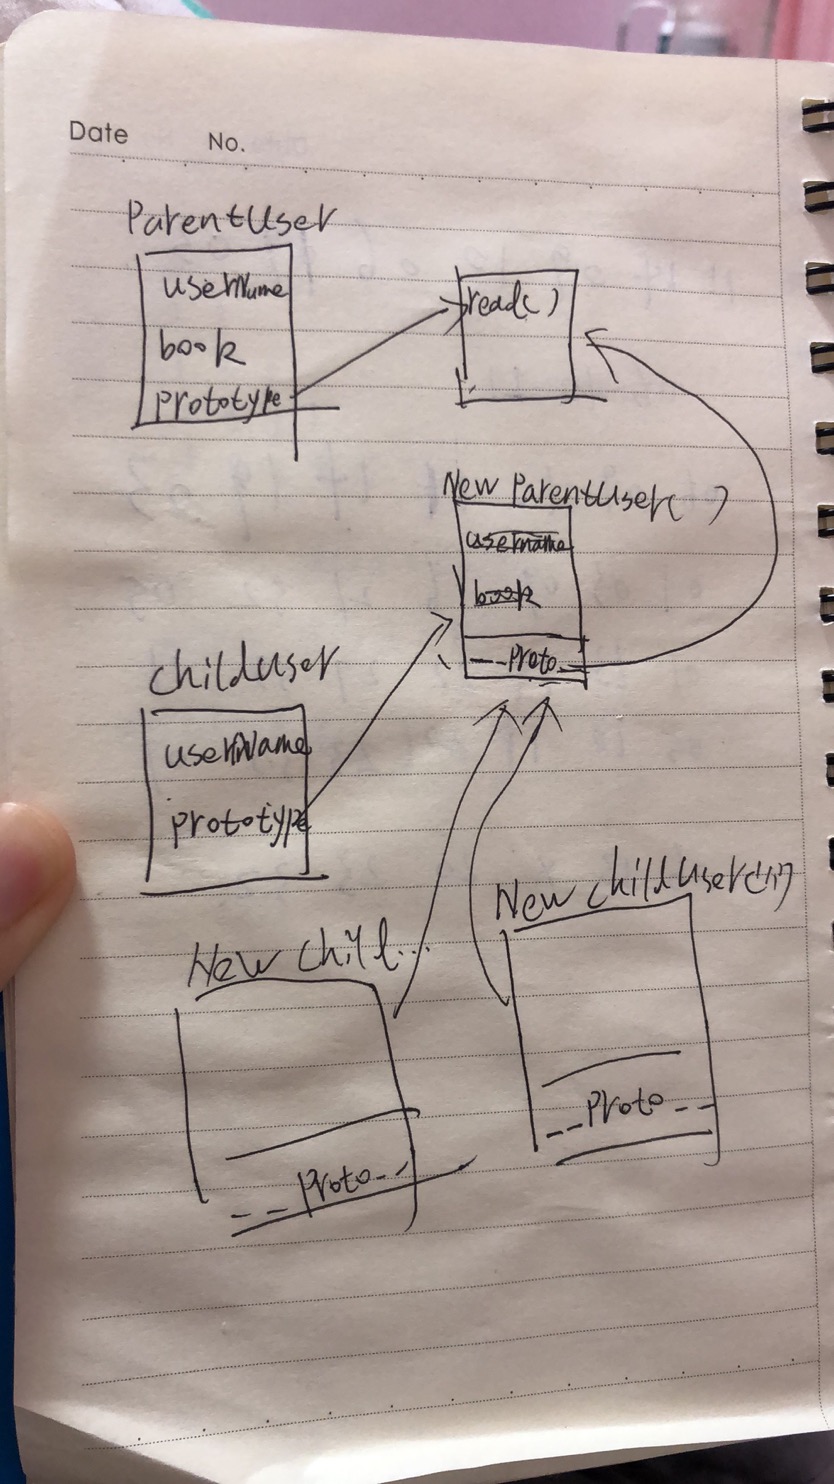 Date No.
ParentUser
userName
book
prototype
read()
New ParentUser()
username
book
__proto__
childUser
userName
prototype
New child...
__proto__
New childUser()
__proto__